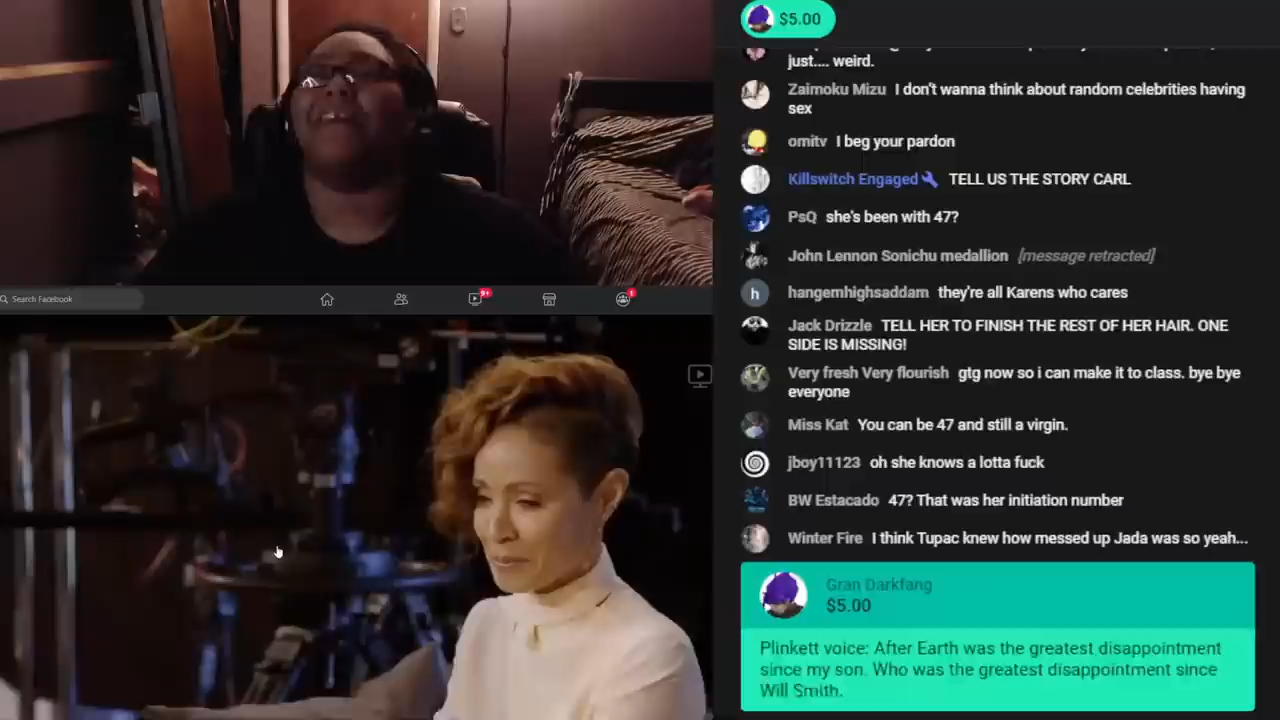 $5.00
just.... weird.
Zaimoku Mizu I don't wanna think about random celebrities having
sex
omitv I beg your pardon
Killswitch Engaged TELL US THE STORY CARL
PsQ she's been with 47?
John Lennon Sonichu medallion [message retracted]
h hangemhighsaddam they're all Karens who cares
Jack Drizzle TELL HER TO FINISH THE REST OF HER HAIR. ONE
SIDE IS MISSING!
Very fresh Very flourish gtg now so i can make it to class. bye bye
everyone
Miss Kat You can be 47 and still a virgin.
jboy11123 oh she knows a lotta fuck
BW Estacado 47? That was her initiation number
Winter Fire I think Tupac knew how messed up Jada was so yeah...
Gran Darkfang
$5.00
Plinkett voice: After Earth was the greatest disappointment
since my son. Who was the greatest disappointment since
Will Smith.
Search Facebook
9+
1